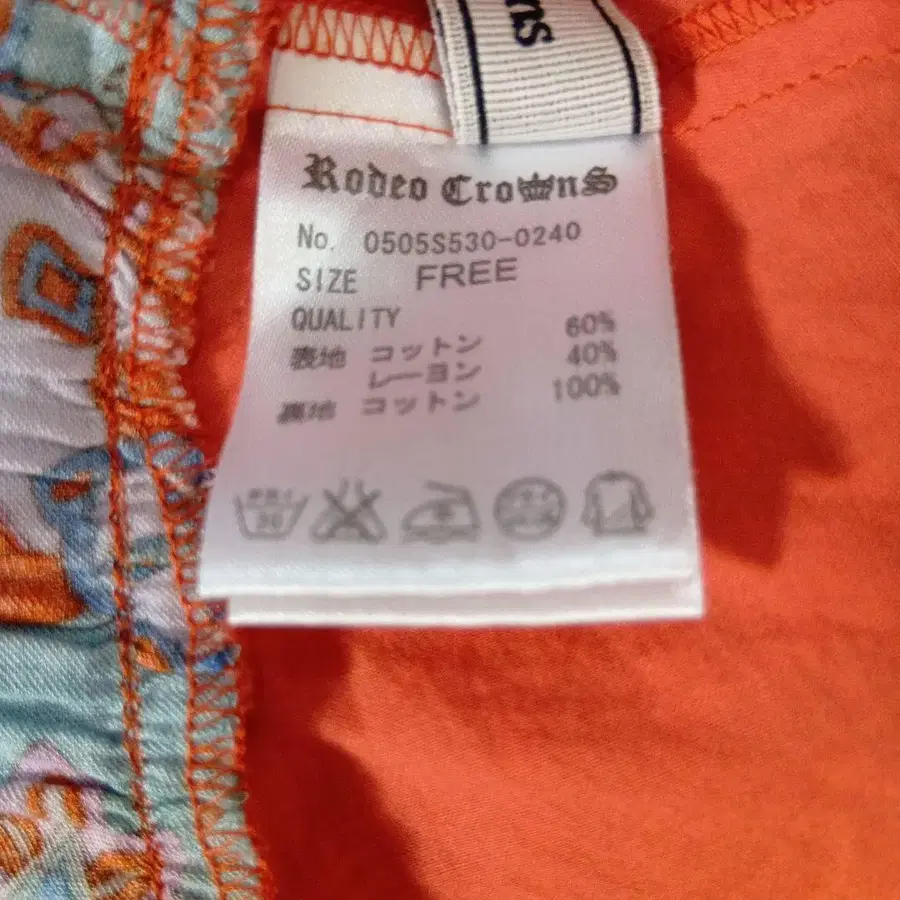 ns
Rodeo Crowns
No. 0505S530-0240
SIZE FREE
QUALITY
表地 コットン 60%
レーヨン 40%
裏地 コットン 100%